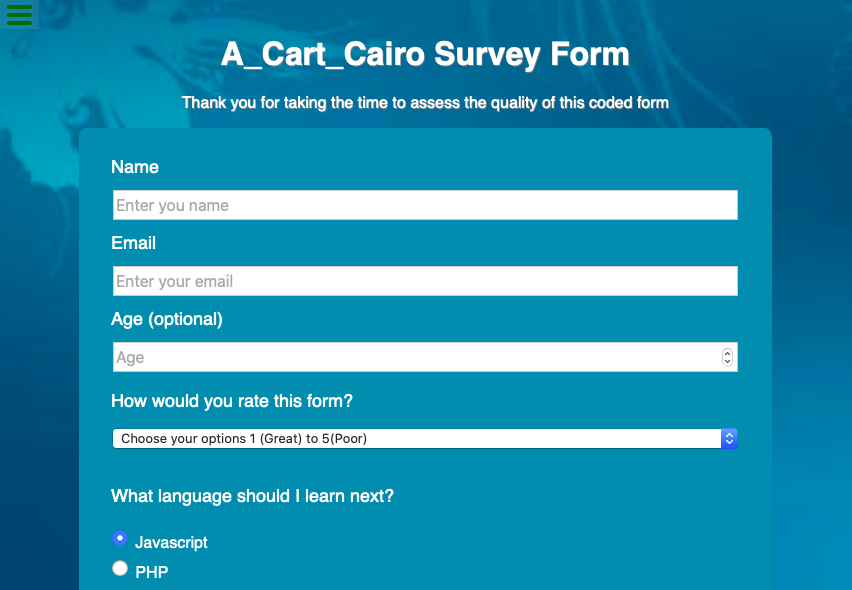 A_Cart_Cairo Survey Form
Thank you for taking the time to assess the quality of this coded form
Name
Enter you name
Email
Enter your email
Age (optional)
Age
How would you rate this form?
Choose your options 1 (Great) to 5(Poor)
What language should I learn next?
Javascript
PHP